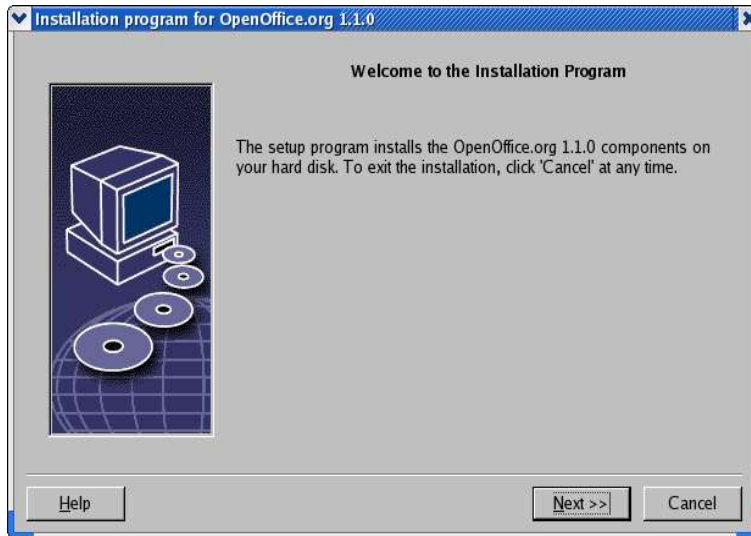 Installation program for OpenOffice.org 1.1.0
Welcome to the Installation Program
The setup program installs the OpenOffice.org 1.1.0 components on
your hard disk. To exit the installation, click 'Cancel' at any time.
Help
Next >>
Cancel